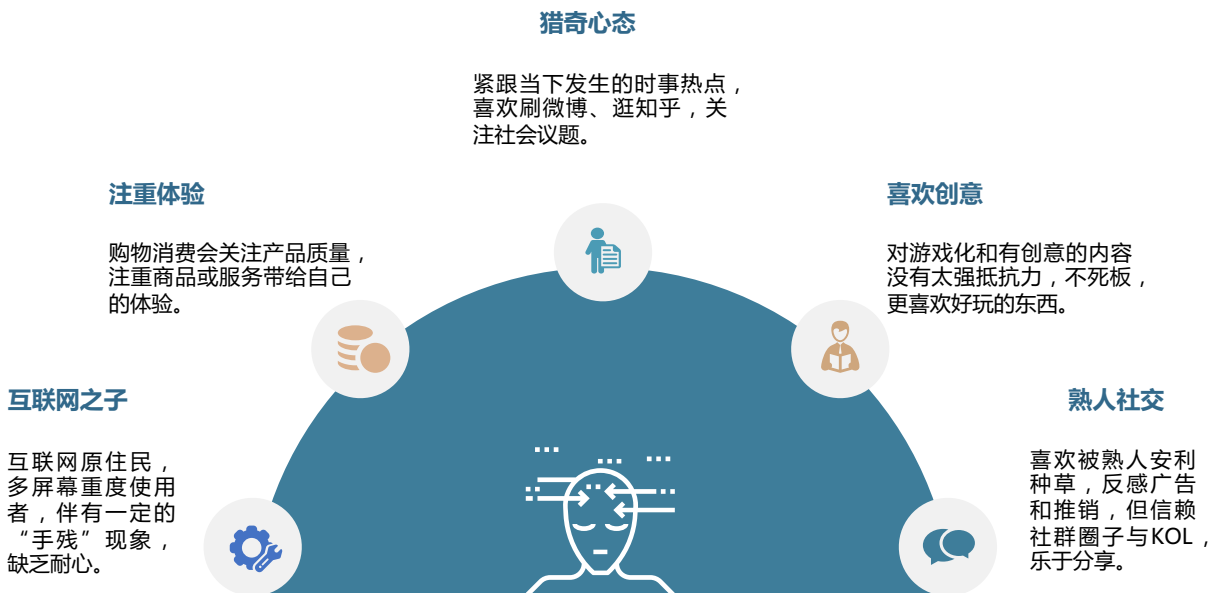 猎奇心态
紧跟当下发生的时事热点，
喜欢刷微博、逛知乎，关
注社会议题。
注重体验
购物消费会关注产品质量，
注重商品或服务带给自己
的体验。
喜欢创意
对游戏化和有创意的内容
没有太强抵抗力，不死板，
更喜欢好玩的东西。
互联网之子
互联网原住民，
多屏幕重度使用
者，伴有一定的
“手残”现象，
缺乏耐心。
熟人社交
喜欢被熟人安利
种草，反感广告
和推销，但信赖
社群圈子与KOL，
乐于分享。